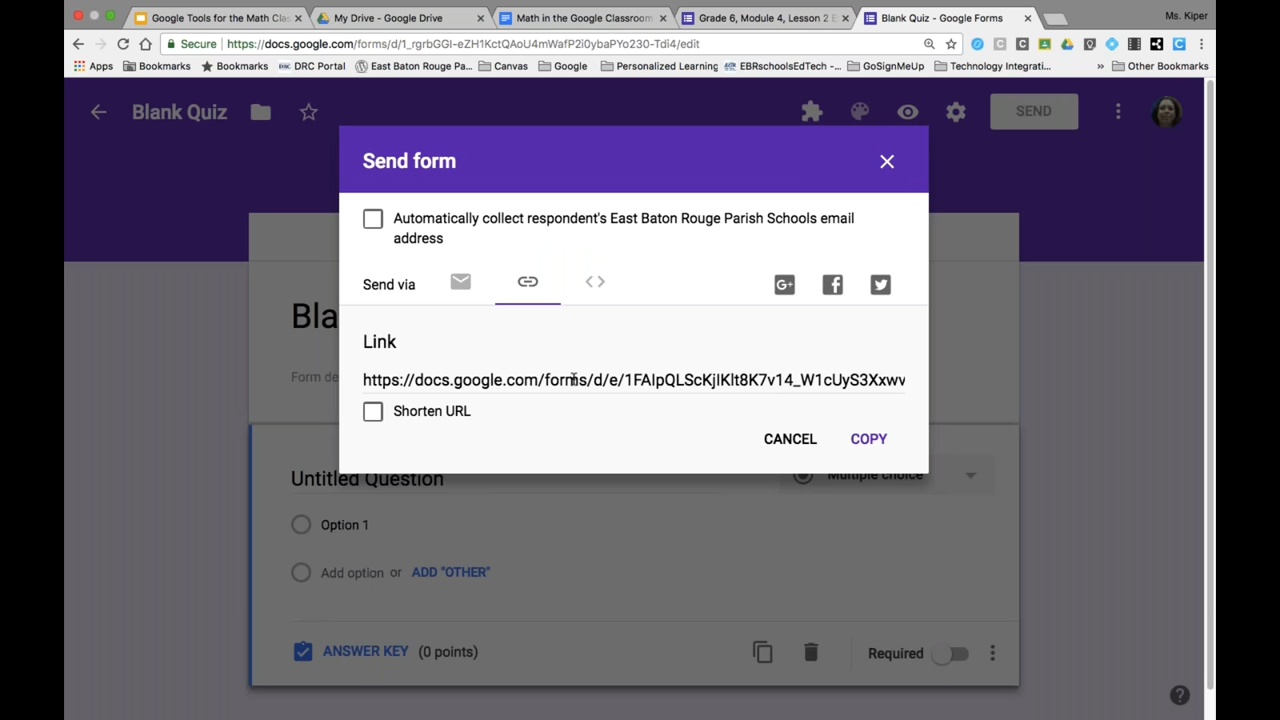 Google Tools for the Math Clas
My Drive - Google Drive
Math in the Google Classroom
Grade 6, Module 4, Lesson 2 E
Blank Quiz - Google Forms
Ms. Kiper
Secure
https://docs.google.com/forms/d/1_rgrbGGI-eZH1KctQAoU4mWafP2i0ybaPYo230-Tdi4/edit
Apps
Bookmarks
Bookmarks
DRC Portal
East Baton Rouge Pa...
Canvas
Google
Personalized Learning
EBRschoolsEdTech -...
GoSignMeUp
Technology Integrati...
»
Other Bookmarks
Blank Quiz
SEND
Send form
Automatically collect respondent's East Baton Rouge Parish Schools email
address
Send via
G+
Bla
Link
Form de
https://docs.google.com/forms/d/e/1FAIpQLScKjIKlt8K7v14_W1cUyS3Xxwv
Shorten URL
CANCEL
COPY
Untitled Question
Multiple choice
Option 1
Add option or ADD "OTHER"
ANSWER KEY (0 points)
Required